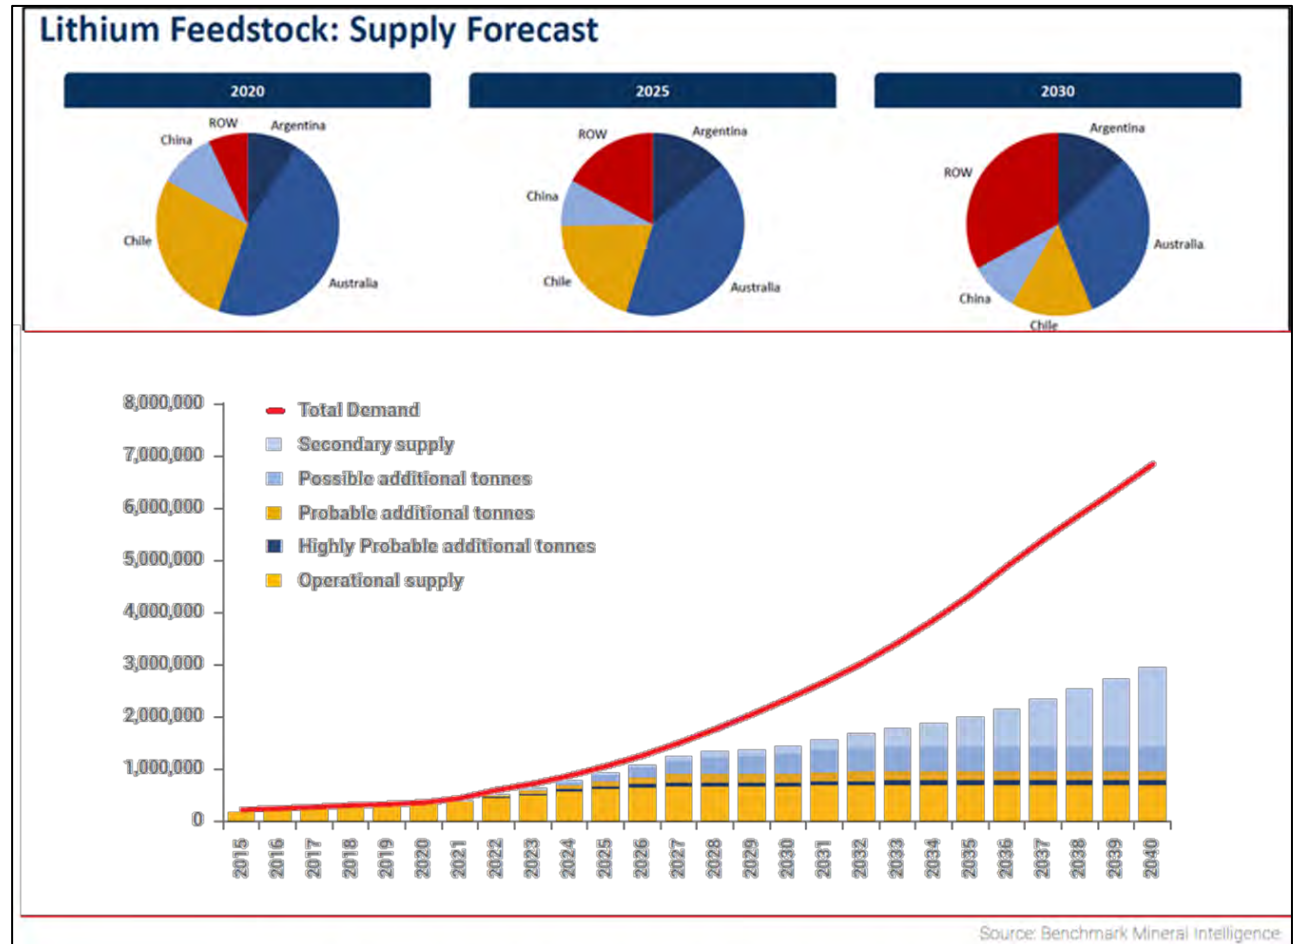 Lithium Feedstock: Supply Forecast
2020
2025
2030
ROW
Argentina
China
Chile
Australia
ROW
Argentina
China
Chile
Australia
Argentina
ROW
Australia
China
Chile
8,000,000
7,000,000
6,000,000
5,000,000
4,000,000
3,000,000
2,000,000
1,000,000
0
Total Demand
Secondary supply
Possible additional tonnes
Probable additional tonnes
Highly Probable additional tonnes
Operational supply
2015
2016
2017
2018
2019
2020
2021
2022
2023
2024
2025
2026
2027
2028
2029
2030
2031
2032
2033
2034
2035
2036
2037
2038
2039
2040
Source: Benchmark Mineral Intelligence